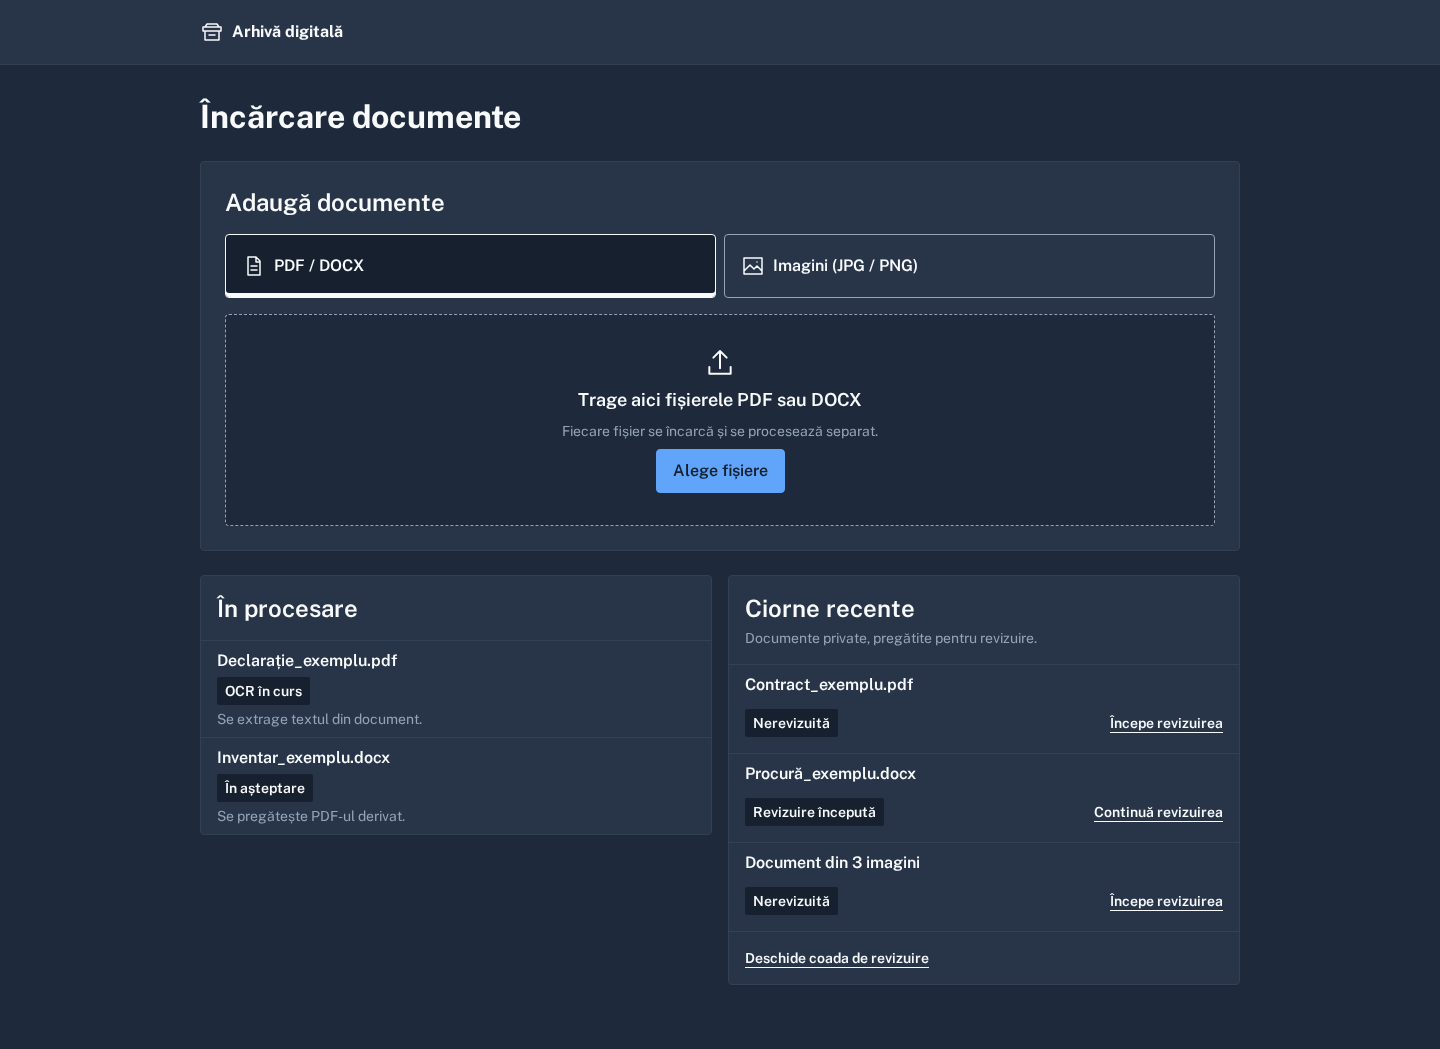 Arhivă digitală
Încărcare documente
Adaugă documente
PDF / DOCX
Imagini (JPG / PNG)
Trage aici fișierele PDF sau DOCX
Fiecare fișier se încarcă și se procesează separat.
Alege fișiere
În procesare
Declarație_exemplu.pdf
OCR în curs
Se extrage textul din document.
Inventar_exemplu.docx
În așteptare
Se pregătește PDF-ul derivat.
Ciorne recente
Documente private, pregătite pentru revizuire.
Contract_exemplu.pdf
Nerevizuită
Începe revizuirea
Procură_exemplu.docx
Revizuire începută
Continuă revizuirea
Document din 3 imagini
Nerevizuită
Începe revizuirea
Deschide coada de revizuire